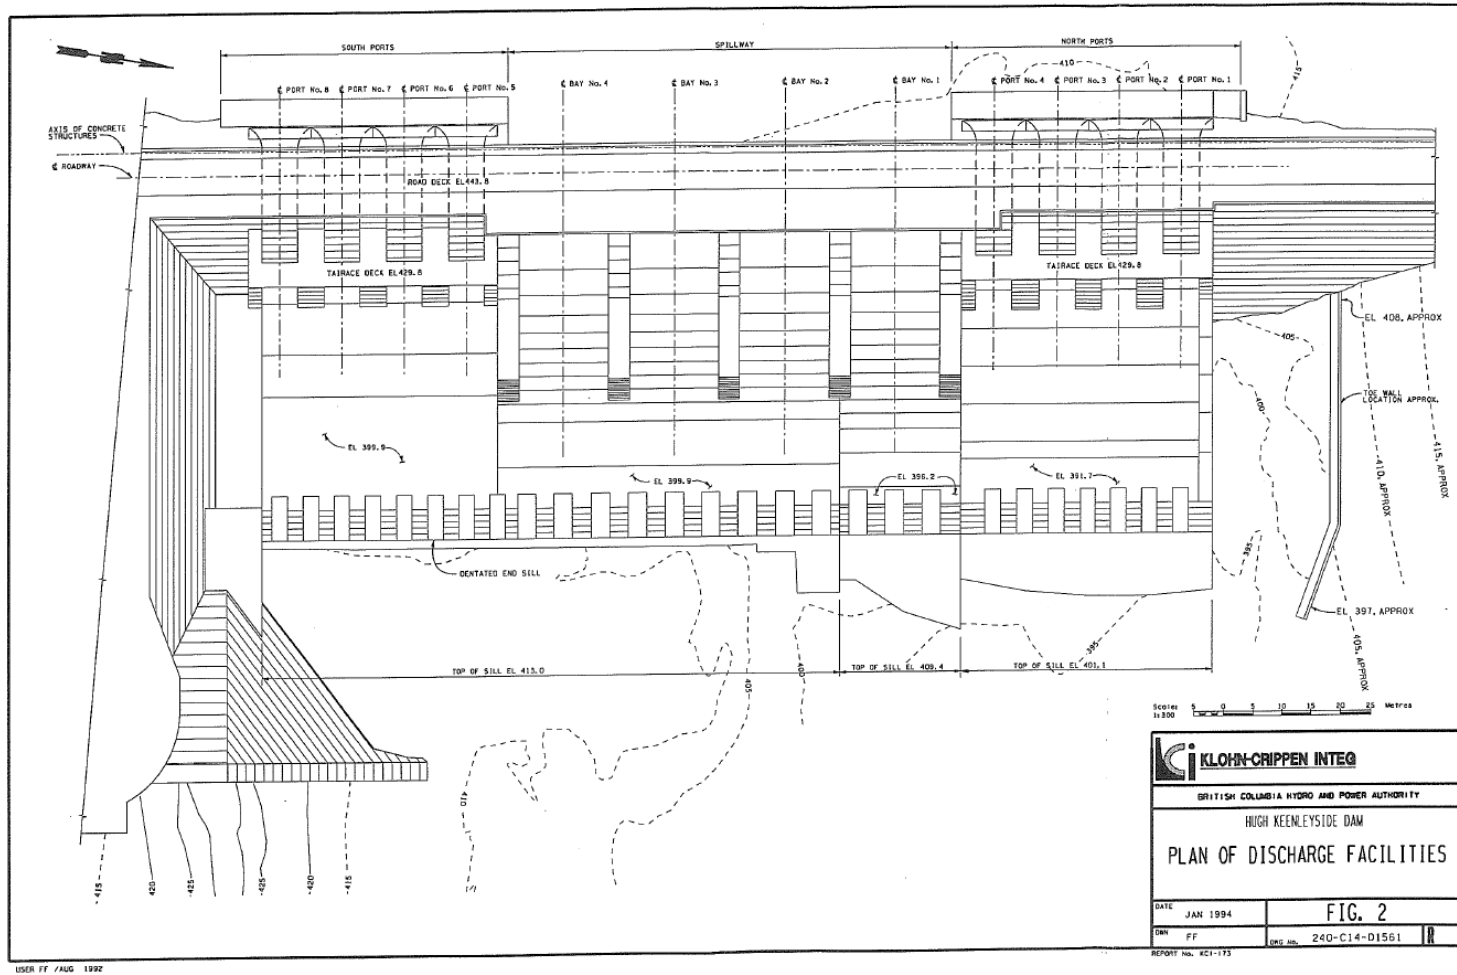 SOUTH PORTS
SPILLWAY
NORTH PORTS
410
415
℄ PORT No. 8
℄ PORT No. 7
℄ PORT No. 6
℄ PORT No. 5
℄ BAY No. 4
℄ BAY No. 3
℄ BAY No. 2
℄ BAY No. 1
℄ PORT No. 4
℄ PORT No. 3
℄ PORT No. 2
℄ PORT No. 1
AXIS OF CONCRETE
STRUCTURES
℄ ROADWAY
ROAD DECK EL443.8
TAIRACE DECK EL429.8
TAIRACE DECK EL429.8
EL 408. APPROX
405
TOE WALL
LOCATION APPROX.
400
EL 399.9
EL 399.9
EL 396.2
EL 391.7
410. APPROX
415. APPROX
395
DENTATED END SILL
EL 397. APPROX
395
405. APPROX
TOP OF SILL EL 413.0
TOP OF SILL EL 409.4
TOP OF SILL EL 401.1
405
400
410
415
420
425
425
420
415
Scale:
1:300
5 0 5 10 15 20 25 Metres
KLOHN-CRIPPEN INTEG
BRITISH COLUMBIA HYDRO AND POWER AUTHORITY
HUGH KEENLEYSIDE DAM
PLAN OF DISCHARGE FACILITIES
DATE JAN 1994
FIG. 2
DWN FF
DWG No. 240-C14-D1561
R
REPORT No. KCI-173
USER FF /AUG 1992